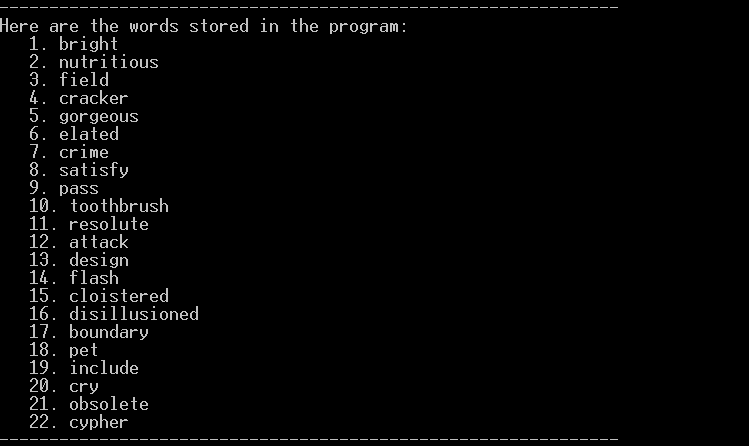 --------------------------------------------------------------
Here are the words stored in the program:
   1. bright
   2. nutritious
   3. field
   4. cracker
   5. gorgeous
   6. elated
   7. crime
   8. satisfy
   9. pass
   10. toothbrush
   11. resolute
   12. attack
   13. design
   14. flash
   15. cloistered
   16. disillusioned
   17. boundary
   18. pet
   19. include
   20. cry
   21. obsolete
   22. cypher
--------------------------------------------------------------